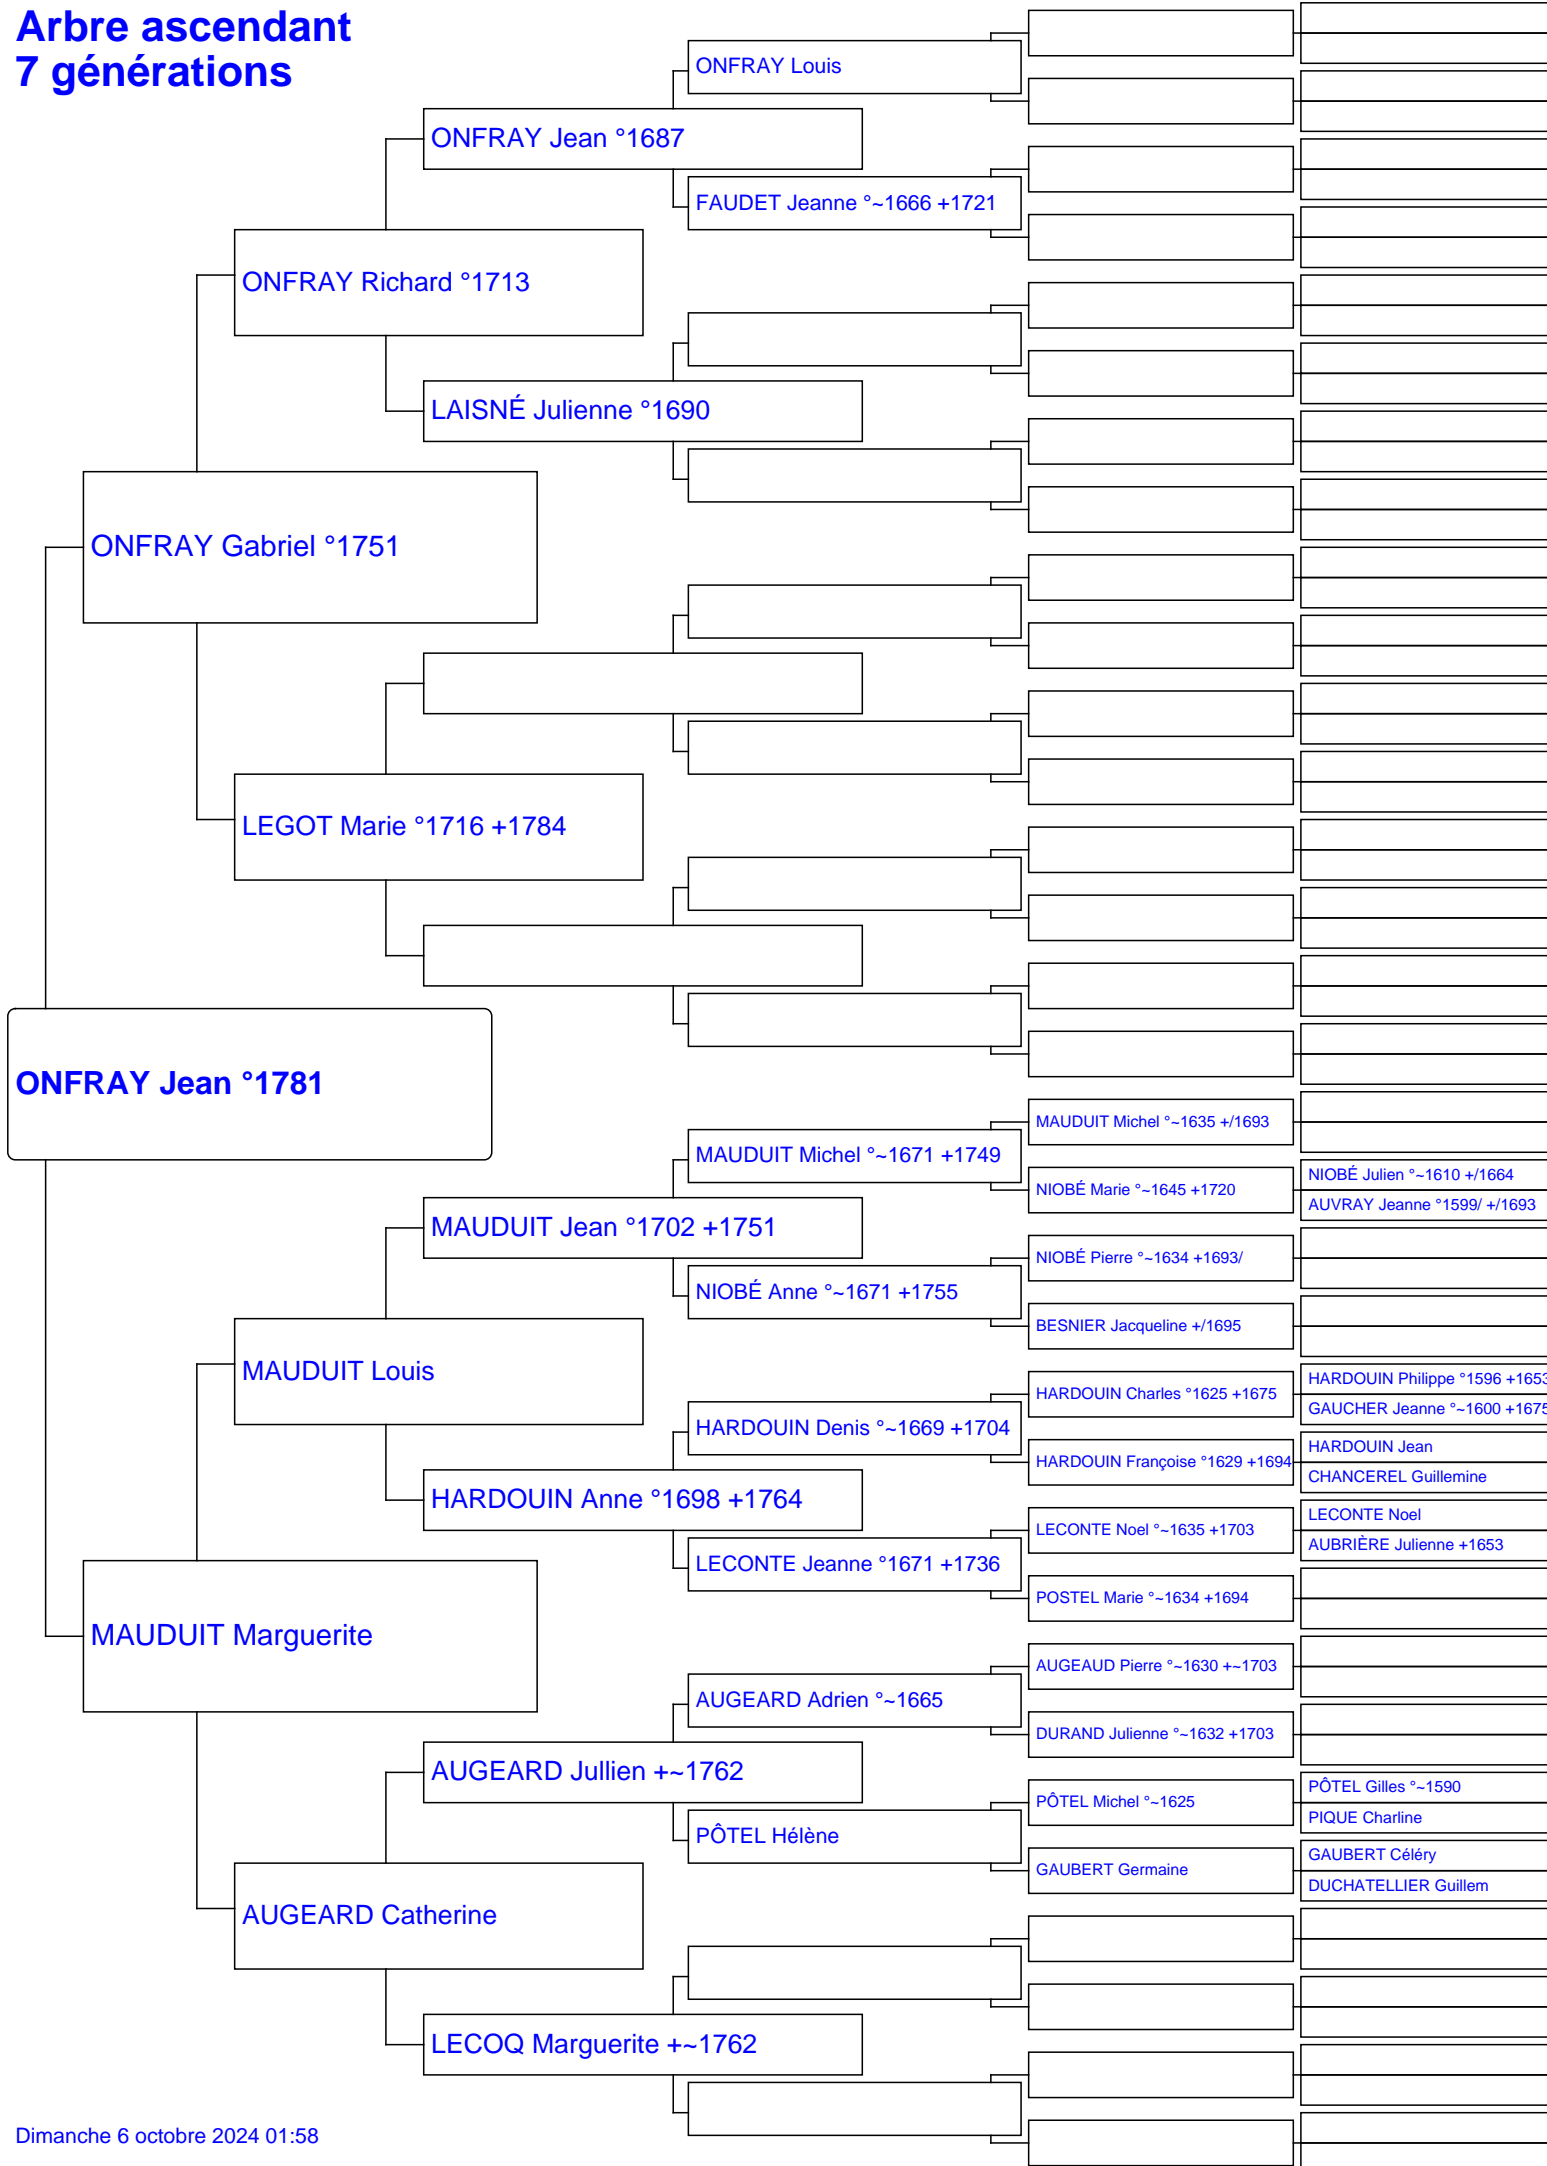 Arbre ascendant
7 générations
ONFRAY Louis
ONFRAY Jean °1687
FAUDET Jeanne °~1666 +1721
ONFRAY Richard °1713
LAISNÉ Julienne °1690
ONFRAY Gabriel °1751
LEGOT Marie °1716 +1784
ONFRAY Jean °1781
MAUDUIT Michel °~1635 +/1693
MAUDUIT Michel °~1671 +1749
NIOBÉ Julien °~1610 +/1664
NIOBÉ Marie °~1645 +1720
AUVRAY Jeanne °1599/ +/1693
MAUDUIT Jean °1702 +1751
NIOBÉ Pierre °~1634 +1693/
NIOBÉ Anne °~1671 +1755
BESNIER Jacqueline +/1695
MAUDUIT Louis
HARDOUIN Philippe °1596 +1653
HARDOUIN Charles °1625 +1675
GAUCHER Jeanne °~1600 +1675
HARDOUIN Denis °~1669 +1704
HARDOUIN Jean
HARDOUIN Françoise °1629 +1694
CHANCEREL Guillemine
HARDOUIN Anne °1698 +1764
LECONTE Noel
LECONTE Noel °~1635 +1703
AUBRIÈRE Julienne +1653
LECONTE Jeanne °1671 +1736
POSTEL Marie °~1634 +1694
MAUDUIT Marguerite
AUGEAUD Pierre °~1630 +~1703
AUGEARD Adrien °~1665
DURAND Julienne °~1632 +1703
AUGEARD Jullien +~1762
PÔTEL Gilles °~1590
PÔTEL Michel °~1625
PIQUE Charline
PÔTEL Hélène
GAUBERT Céléry
GAUBERT Germaine
DUCHATELLIER Guillem
AUGEARD Catherine
LECOQ Marguerite +~1762
Dimanche 6 octobre 2024 01:58